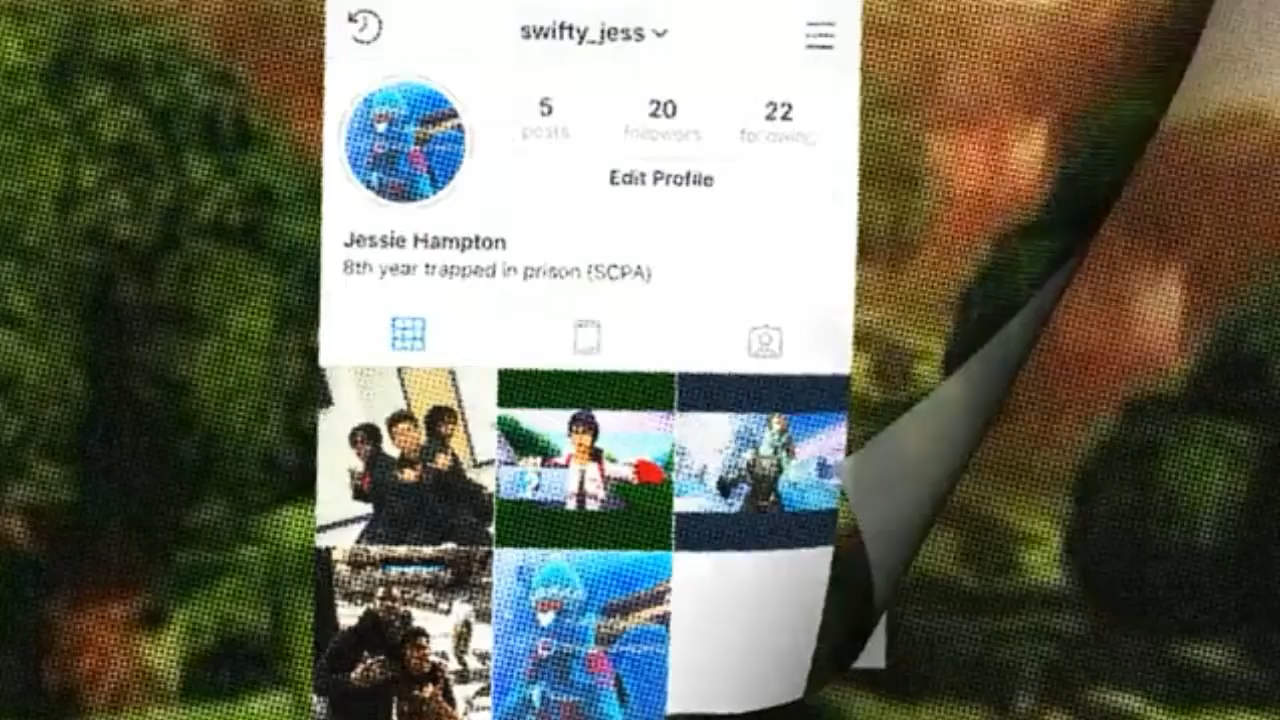 swifty_jess
5 20 22
posts followers following
Edit Profile
Jessie Hampton
8th year trapped in prison (SCPA)